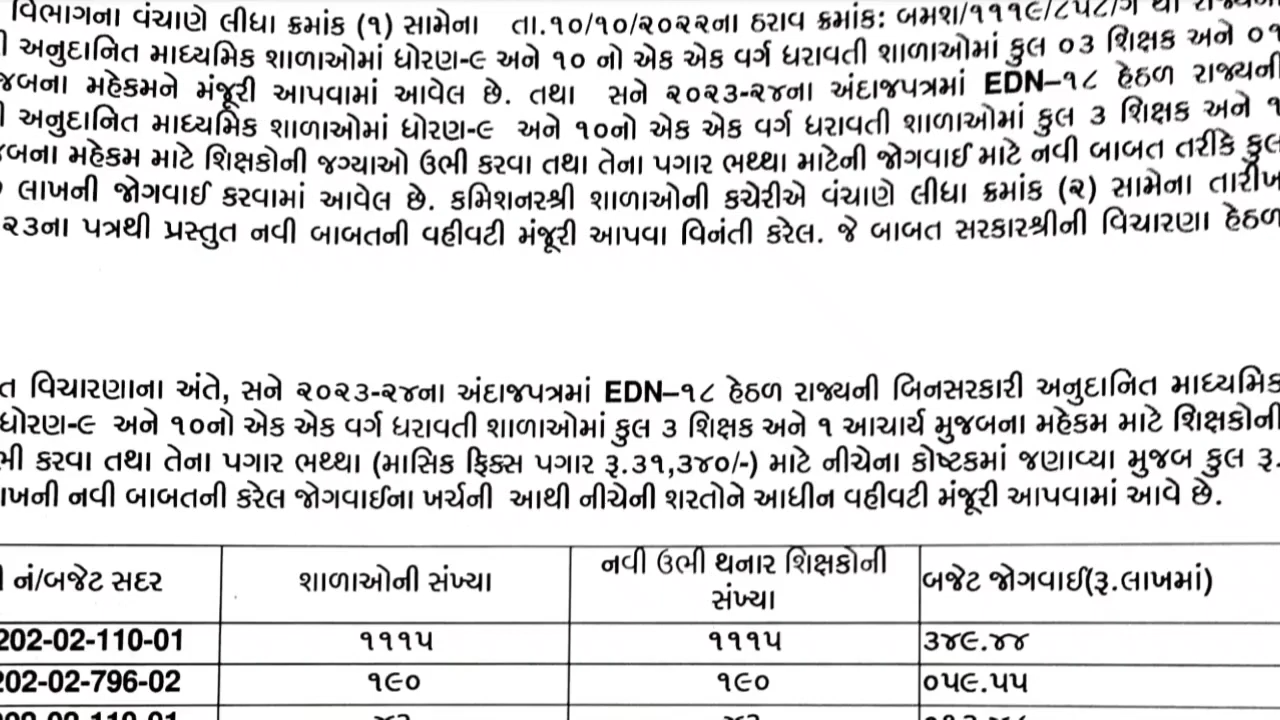 વિભાગના વંચાણે લીધા ક્રમાંક (૧) સામેના તા.૧૦/૧૦/૨૦૨૨ના ઠરાવ ક્રમાંક: બમશ/૧૧૧૯/૮૫૮/ગ થી
અનુદાનિત માધ્યમિક શાળાઓમાં ધોરણ-૯ અને ૧૦ નો એક એક વર્ગ ધરાવતી શાળાઓમાં કુલ ૦૩ શિક્ષક અને ૦૧
જબના મહેકમને મંજૂરી આપવામાં આવેલ છે. તથા સને ૨૦૨૩-૨૪ના અંદાજપત્રમાં EDN–૧૮ હેઠળ રાજ્યની
અનુદાનિત માધ્યમિક શાળાઓમાં ધોરણ-૯ અને ૧૦નો એક એક વર્ગ ધરાવતી શાળાઓમાં કુલ ૩ શિક્ષક અને ૧
જબના મહેકમ માટે શિક્ષકોની જગ્યાઓ ઉભી કરવા તથા તેના પગાર ભથ્થા માટેની જોગવાઈ માટે નવી બાબત તરીકે કુલ
લાખની જોગવાઈ કરવામાં આવેલ છે. કમિશનરશ્રી શાળાઓની કચેરીએ વંચાણે લીધા ક્રમાંક (૨) સામેના તારીખ
૨૩ના પત્રથી પ્રસ્તુત નવી બાબતની વહીવટી મંજૂરી આપવા વિનંતી કરેલ. જે બાબત સરકારશ્રીની વિચારણા હેઠળ
ત વિચારણાના અંતે, સને ૨૦૨૩-૨૪ના અંદાજપત્રમાં EDN–૧૮ હેઠળ રાજ્યની બિનસરકારી અનુદાનિત માધ્યમિક
ધોરણ-૯ અને ૧૦નો એક એક વર્ગ ધરાવતી શાળાઓમાં કુલ ૩ શિક્ષક અને ૧ આચાર્ય મુજબના મહેકમ માટે શિક્ષકોની
ભી કરવા તથા તેના પગાર ભથ્થા (માસિક ફિક્સ પગાર રૂ.૩૧,૩૪૦/-) માટે નીચેના કોષ્ટકમાં જણાવ્યા મુજબ કુલ રૂ.
ાખની નવી બાબતની કરેલ જોગવાઈના ખર્ચની આથી નીચેની શરતોને આધીન વહીવટી મંજૂરી આપવામાં આવે છે.
નં/બજેટ સદર શાળાઓની સંખ્યા નવી ઉભી થનાર શિક્ષકોની સંખ્યા બજેટ જોગવાઈ(રૂ.લાખમાં)
202-02-110-01 ૧૧૧૫ ૧૧૧૫ ૩૪૯.૪૪
202-02-796-02 ૧૯૦ ૧૯૦ ૦૫૯.૫૫